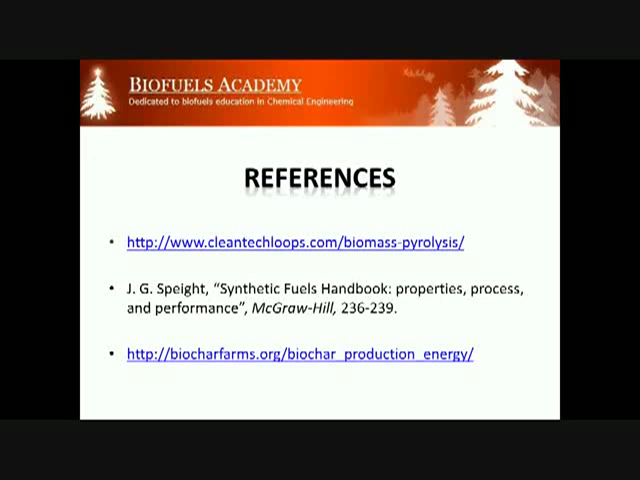 BIOFUELS ACADEMY
Dedicated to biofuels education in Chemical Engineering
REFERENCES
• http://www.cleantechloops.com/biomass-pyrolysis/
• J. G. Speight, “Synthetic Fuels Handbook: properties, process,
and performance”, McGraw-Hill, 236-239.
• http://biocharfarms.org/biochar_production_energy/